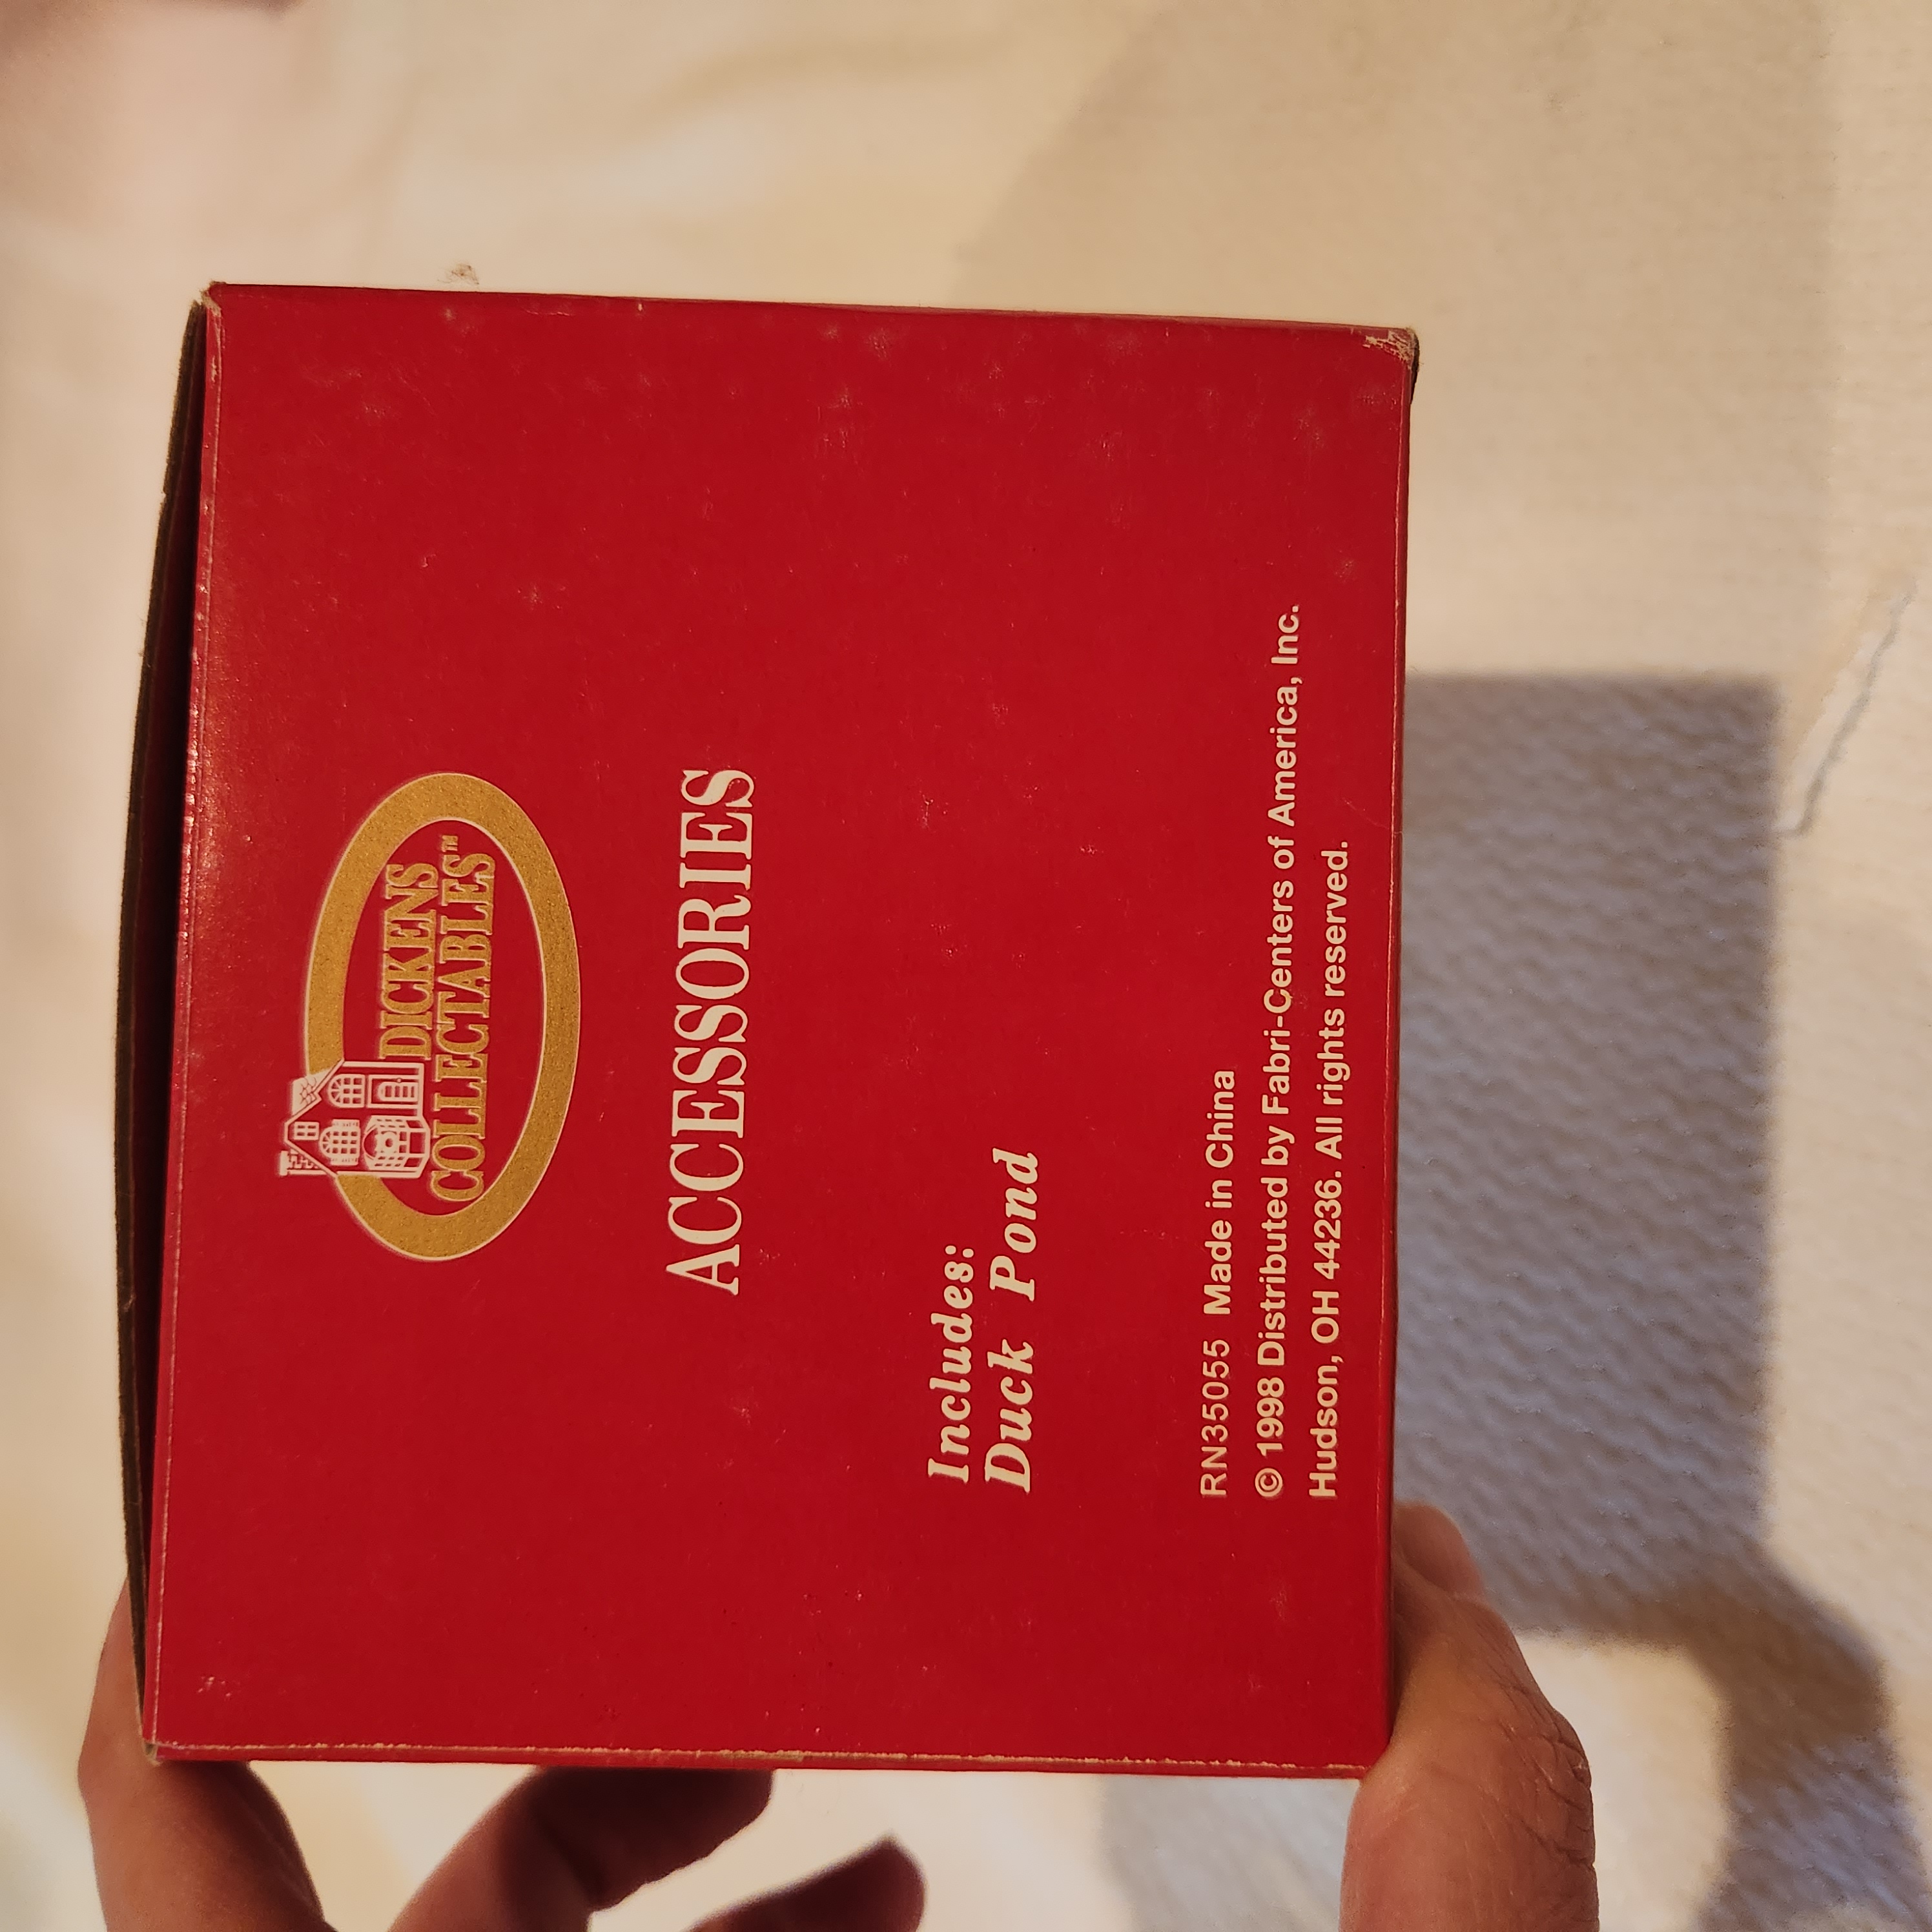 DICKENS
COLLECTABLES™
ACCESSORIES
Includes:
Duck Pond
RN35055 Made in China
© 1998 Distributed by Fabri-Centers of America, Inc.
Hudson, OH 44236. All rights reserved.